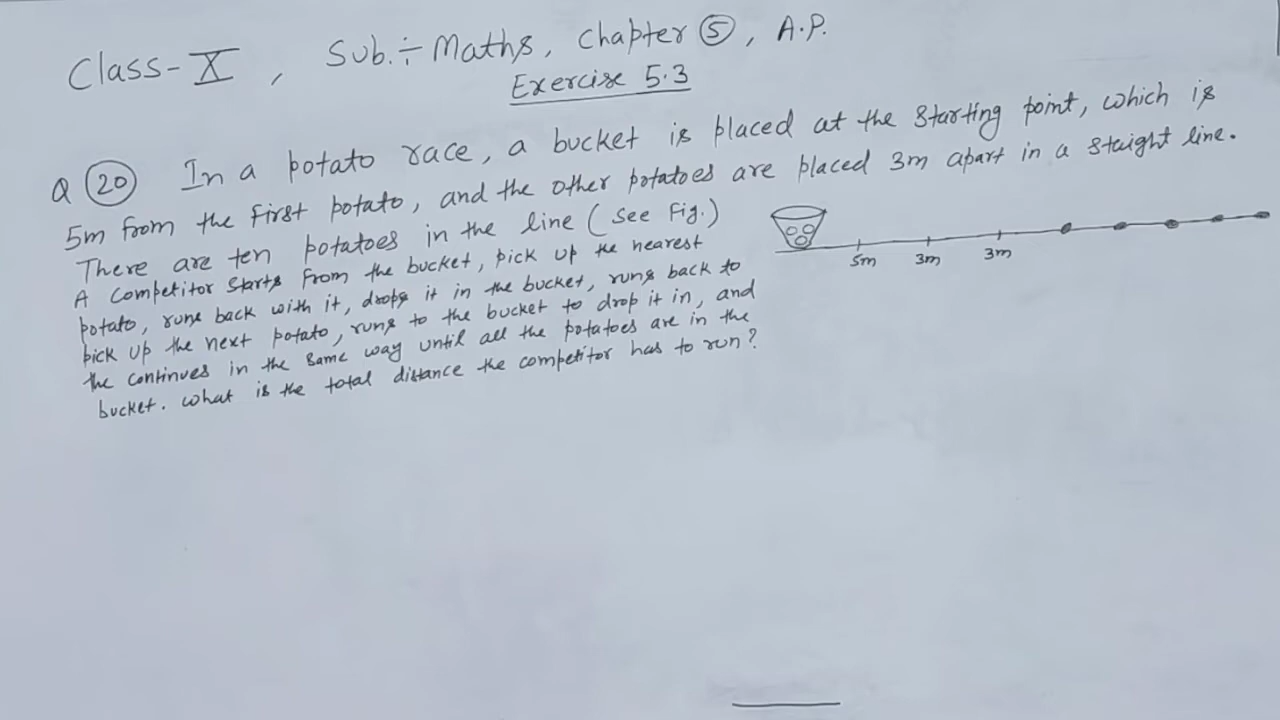 Class-X, Sub.÷Maths, Chapter 5, A.P.
Exercise 5.3
Q 20 In a potato race, a bucket is placed at the starting point, which is
5m from the first potato, and the other potatoes are placed 3m apart in a staight line.
There are ten potatoes in the line (See Fig.)
A Competitor starts from the bucket, pick up the nearest
potato, runs back with it, drops it in the bucket, runs back to
pick up the next potato, runs to the bucket to drop it in, and
the continues in the same way until all the potatoes are in the
bucket. What is the total distance the competitor has to run?
5m 3m 3m